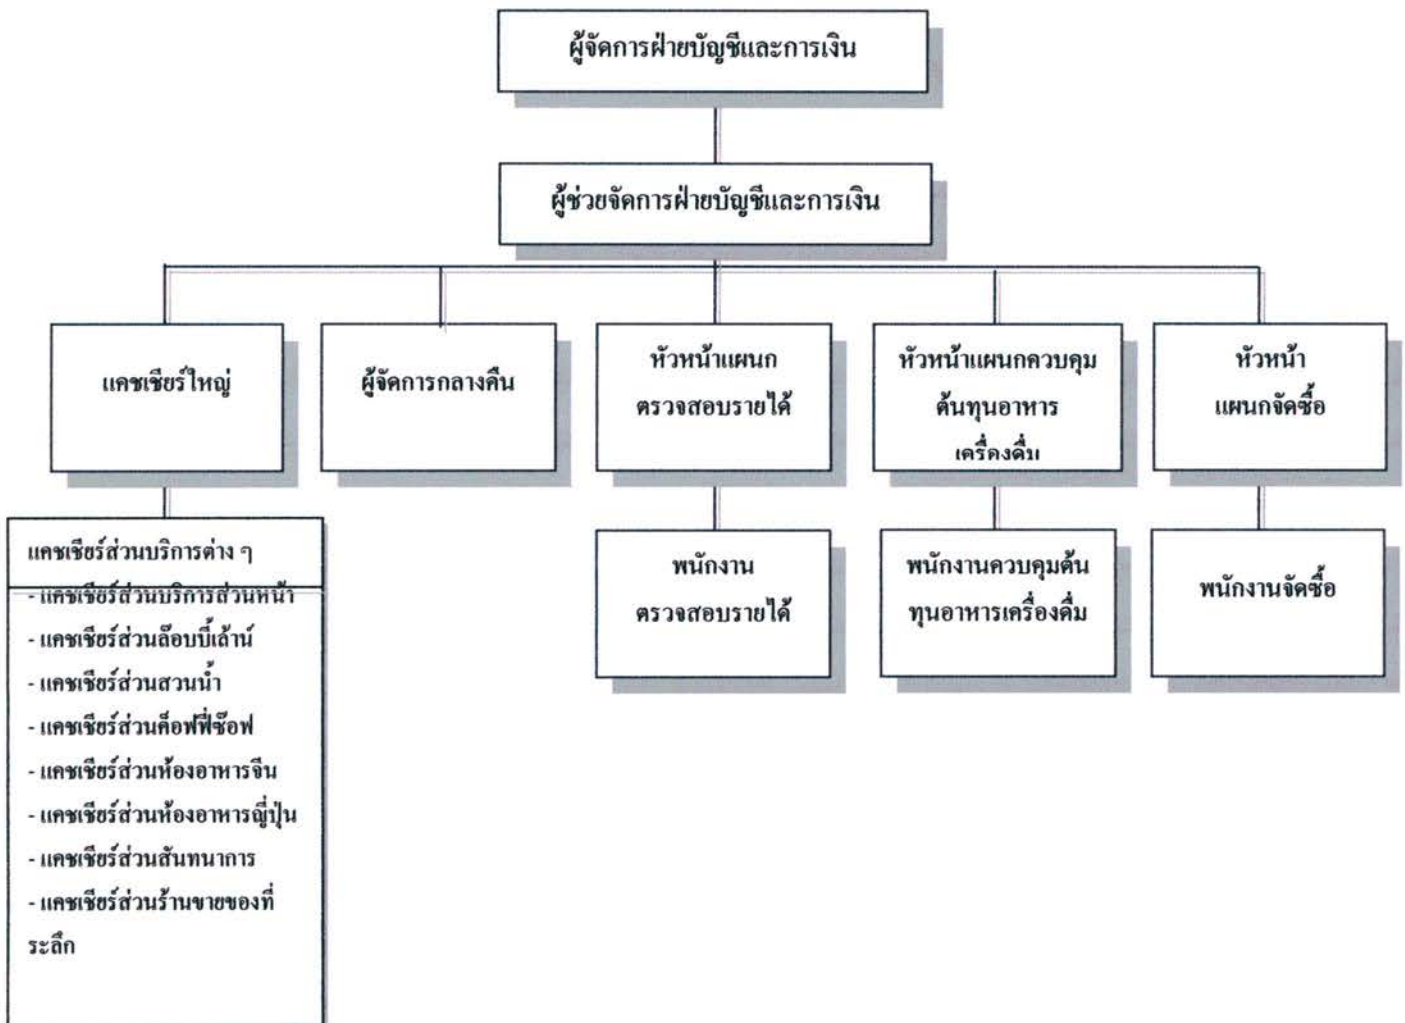 ผู้จัดการฝ่ายบัญชีและการเงิน
ผู้ช่วยจัดการฝ่ายบัญชีและการเงิน
แคชเชียร์ใหญ่
ผู้จัดการกลางคืน
หัวหน้าแผนก
ตรวจสอบรายได้
หัวหน้าแผนกควบคุม
ต้นทุนอาหาร
เครื่องดื่ม
หัวหน้า
แผนกจัดซื้อ
แคชเชียร์ส่วนบริการต่าง ๆ
- แคชเชียร์ส่วนบริการส่วนหน้า
- แคชเชียร์ส่วนล๊อบบี้เล้าน์
- แคชเชียร์ส่วนสวนน้ำ
- แคชเชียร์ส่วนค็อฟฟี่ช๊อฟ
- แคชเชียร์ส่วนห้องอาหารจีน
- แคชเชียร์ส่วนห้องอาหารญี่ปุ่น
- แคชเชียร์ส่วนสันทนาการ
- แคชเชียร์ส่วนร้านขายของที่
ระลึก
พนักงาน
ตรวจสอบรายได้
พนักงานควบคุมต้น
ทุนอาหารเครื่องดื่ม
พนักงานจัดซื้อ